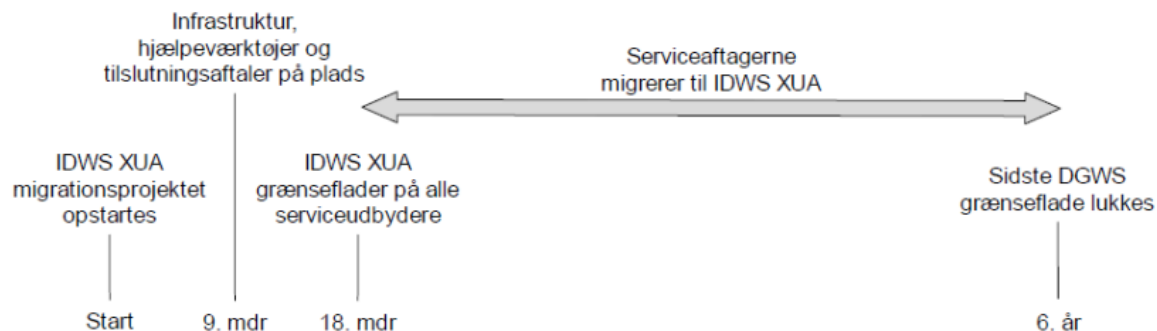 Infrastruktur,
hjælpeværktøjer og
tilslutningsaftaler på plads
Serviceaftagerne
migrerer til IDWS XUA
IDWS XUA
migrationsprojektet
opstartes
IDWS XUA
grænseflader på alle
serviceudbydere
Sidste DGWS
grænseflade lukkes
Start
9. mdr
18. mdr
6. år